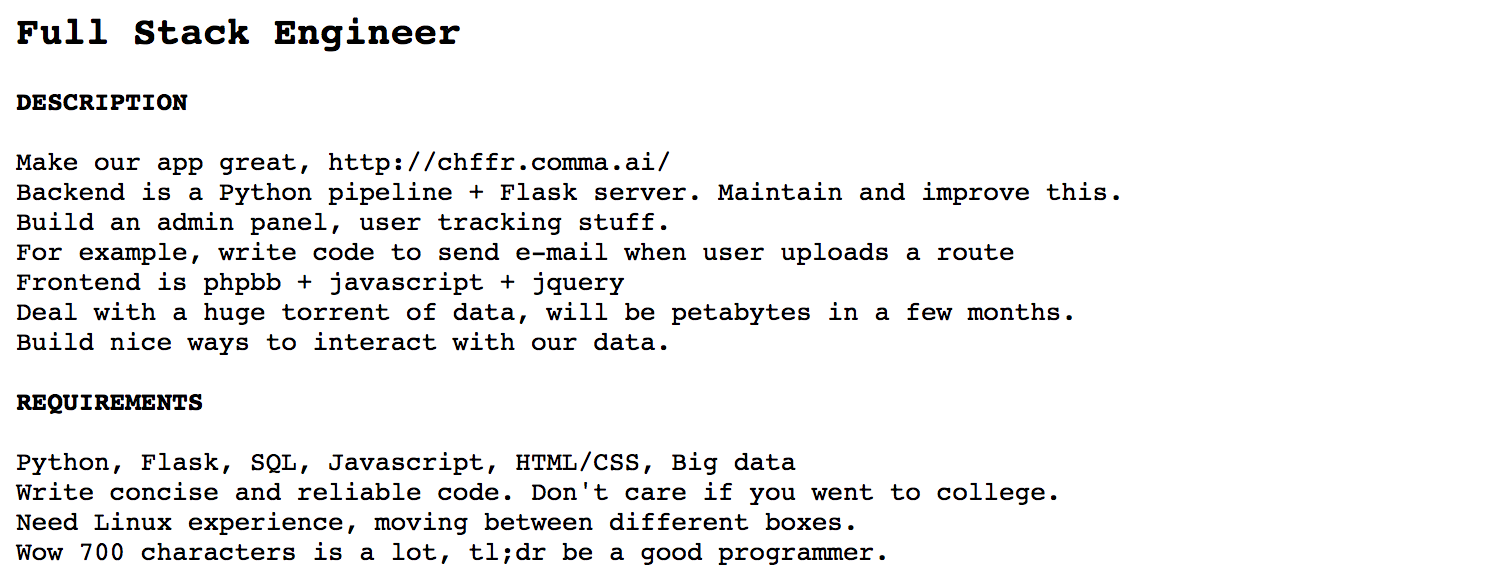 Full Stack Engineer
DESCRIPTION
Make our app great, http://chffr.comma.ai/
Backend is a Python pipeline + Flask server. Maintain and improve this.
Build an admin panel, user tracking stuff.
For example, write code to send e-mail when user uploads a route
Frontend is phpbb + javascript + jquery
Deal with a huge torrent of data, will be petabytes in a few months.
Build nice ways to interact with our data.
REQUIREMENTS
Python, Flask, SQL, Javascript, HTML/CSS, Big data
Write concise and reliable code. Don't care if you went to college.
Need Linux experience, moving between different boxes.
Wow 700 characters is a lot, tl;dr be a good programmer.